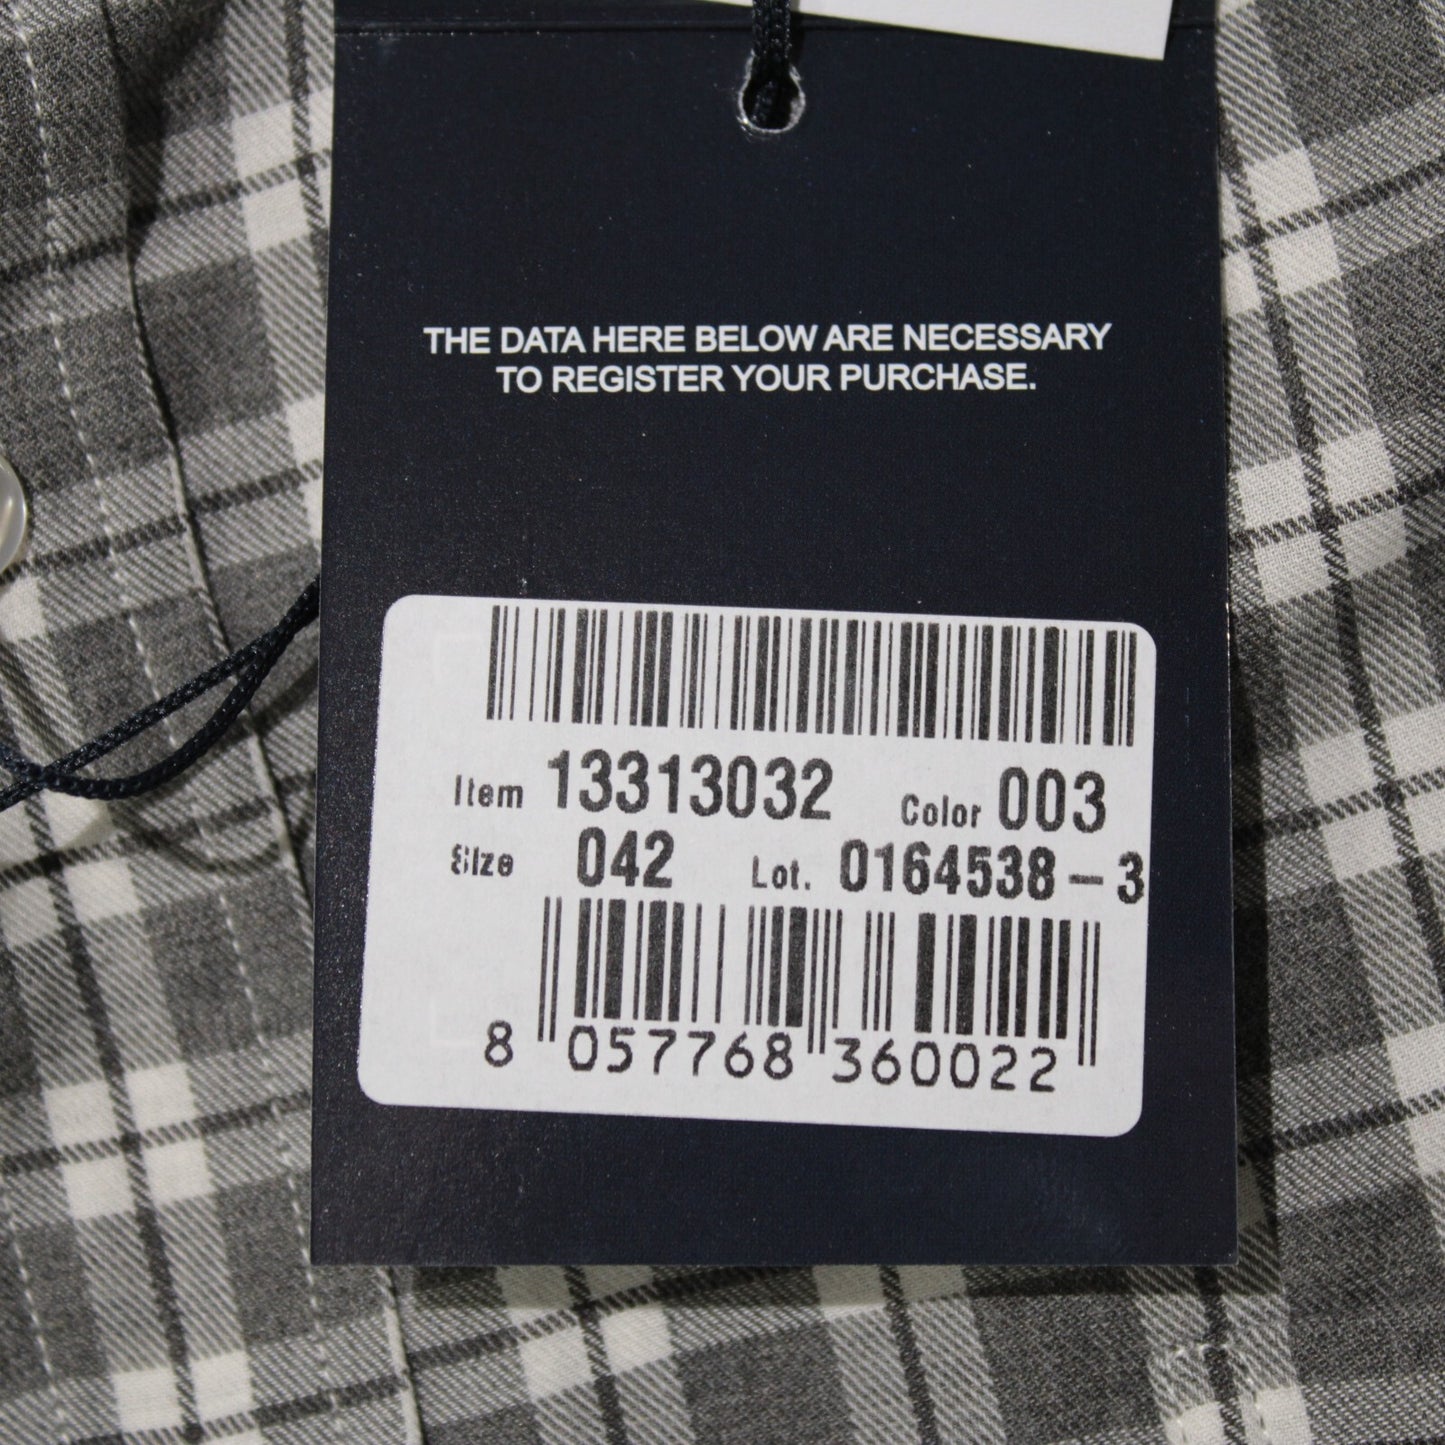 THE DATA HERE BELOW ARE NECESSARY
TO REGISTER YOUR PURCHASE.
Item 13313032 Color 003
Size 042 Lot. 0164538-3
8 057768 360022